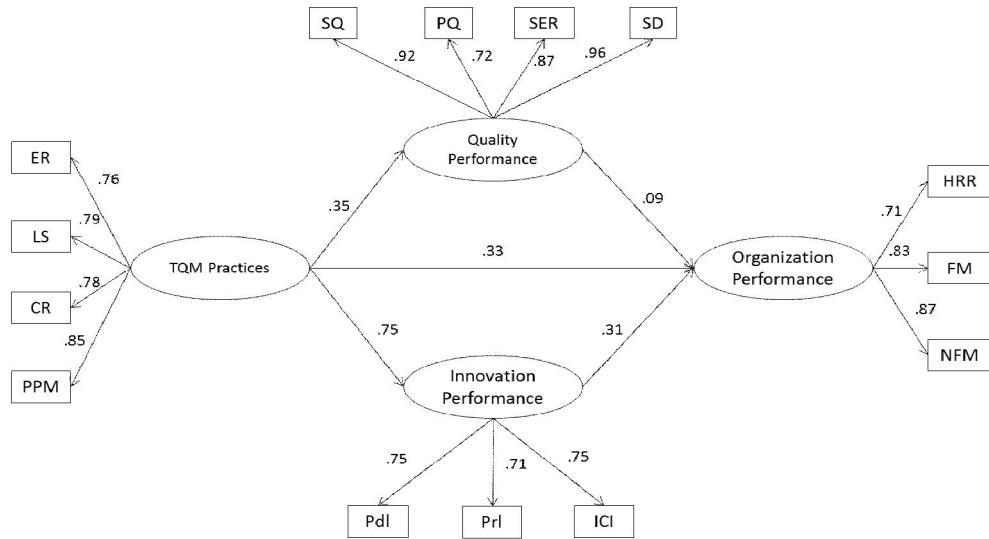 SQ
PQ
SER
SD
.92
.72
.87
.96
Quality
Performance
ER
.76
LS
.79
CR
.78
PPM
.85
TQM Practices
.35
.33
.75
.09
.31
Organization
Performance
HRR
.71
FM
.83
NFM
.87
Innovation
Performance
.75
.71
.75
Pdl
Prl
ICI